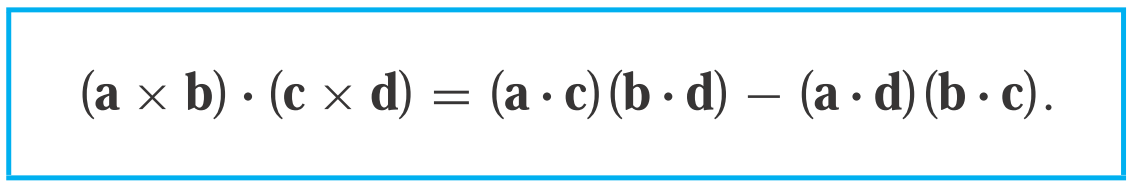 (a × b) · (c × d) = (a · c)(b · d) − (a · d)(b · c).